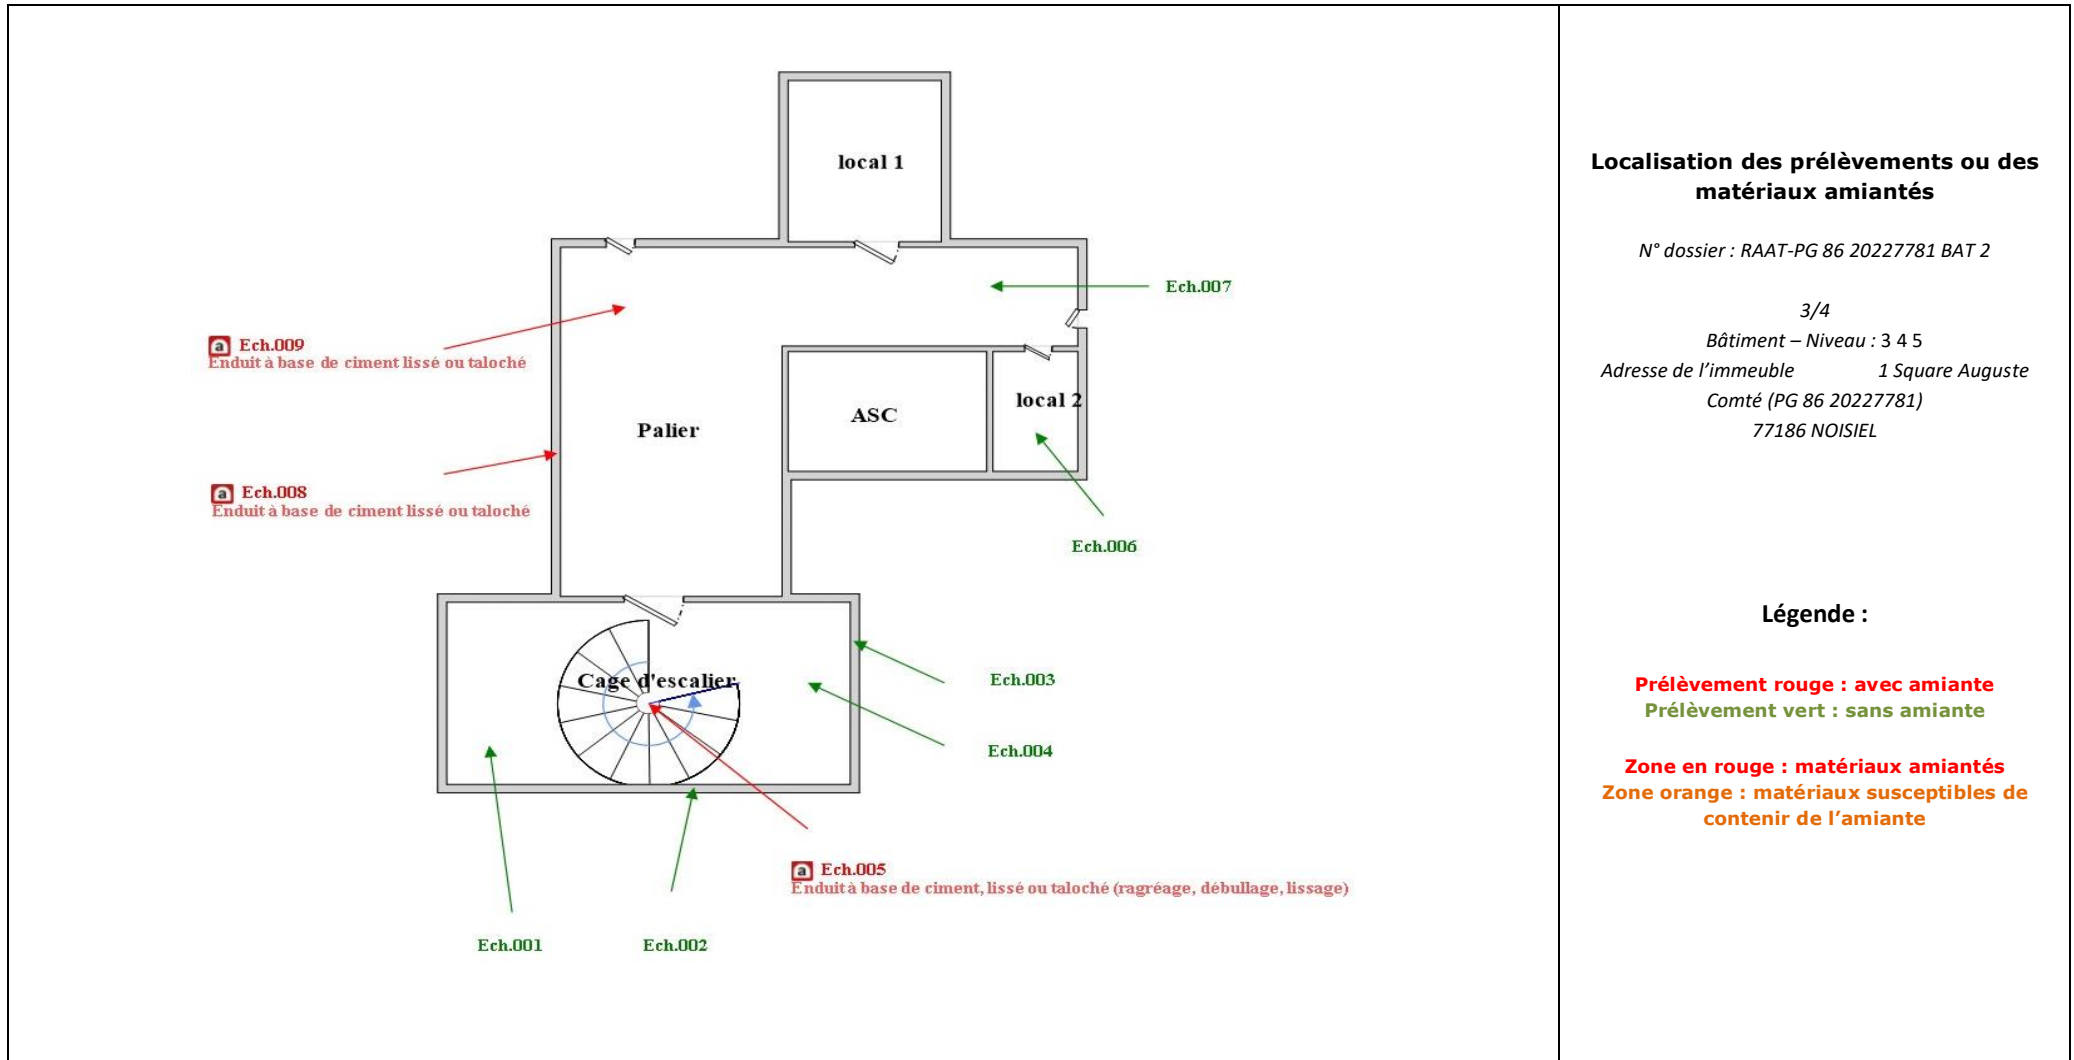 local 1
Ech.007
a Ech.009
Enduit à base de ciment lissé ou taloché
ASC
local 2
Palier
a Ech.008
Enduit à base de ciment lissé ou taloché
Ech.006
Cage d'escalier
Ech.003
Ech.004
a Ech.005
Enduit à base de ciment, lissé ou taloché (ragréage, débullage, lissage)
Ech.001
Ech.002
Localisation des prélèvements ou des
matériaux amiantés
N° dossier : RAAT-PG 86 20227781 BAT 2
3/4
Bâtiment – Niveau : 3 4 5
Adresse de l'immeuble 1 Square Auguste
Comté (PG 86 20227781)
77186 NOISIEL
Légende :
Prélèvement rouge : avec amiante
Prélèvement vert : sans amiante
Zone en rouge : matériaux amiantés
Zone orange : matériaux susceptibles de
contenir de l'amiante